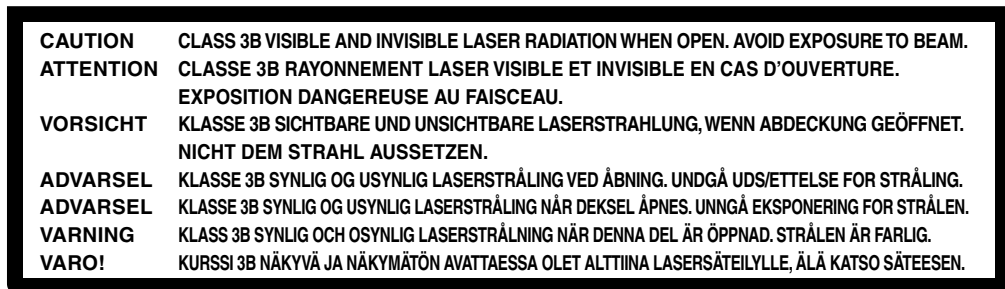 CAUTION CLASS 3B VISIBLE AND INVISIBLE LASER RADIATION WHEN OPEN. AVOID EXPOSURE TO BEAM.
ATTENTION CLASSE 3B RAYONNEMENT LASER VISIBLE ET INVISIBLE EN CAS D'OUVERTURE.
EXPOSITION DANGEREUSE AU FAISCEAU.
VORSICHT KLASSE 3B SICHTBARE UND UNSICHTBARE LASERSTRAHLUNG, WENN ABDECKUNG GEÖFFNET.
NICHT DEM STRAHL AUSSETZEN.
ADVARSEL KLASSE 3B SYNLIG OG USYNLIG LASERSTRÅLING VED ÅBNING. UNDGÅ UDS/ETTELSE FOR STRÅLING.
ADVARSEL KLASSE 3B SYNLIG OG USYNLIG LASERSTRÅLING NÅR DEKSEL ÅPNES. UNNGÅ EKSPONERING FOR STRÅLEN.
VARNING KLASS 3B SYNLIG OCH OSYNLIG LASERSTRÅLNING NÄR DENNA DEL ÄR ÖPPNAD. STRÅLEN ÄR FARLIG.
VARO! KURSSI 3B NÄKYVÄ JA NÄKYMÄTÖN AVATTAESSA OLET ALTTIINA LASERSÄTEILYLLE, ÄLÄ KATSO SÄTEESEN.